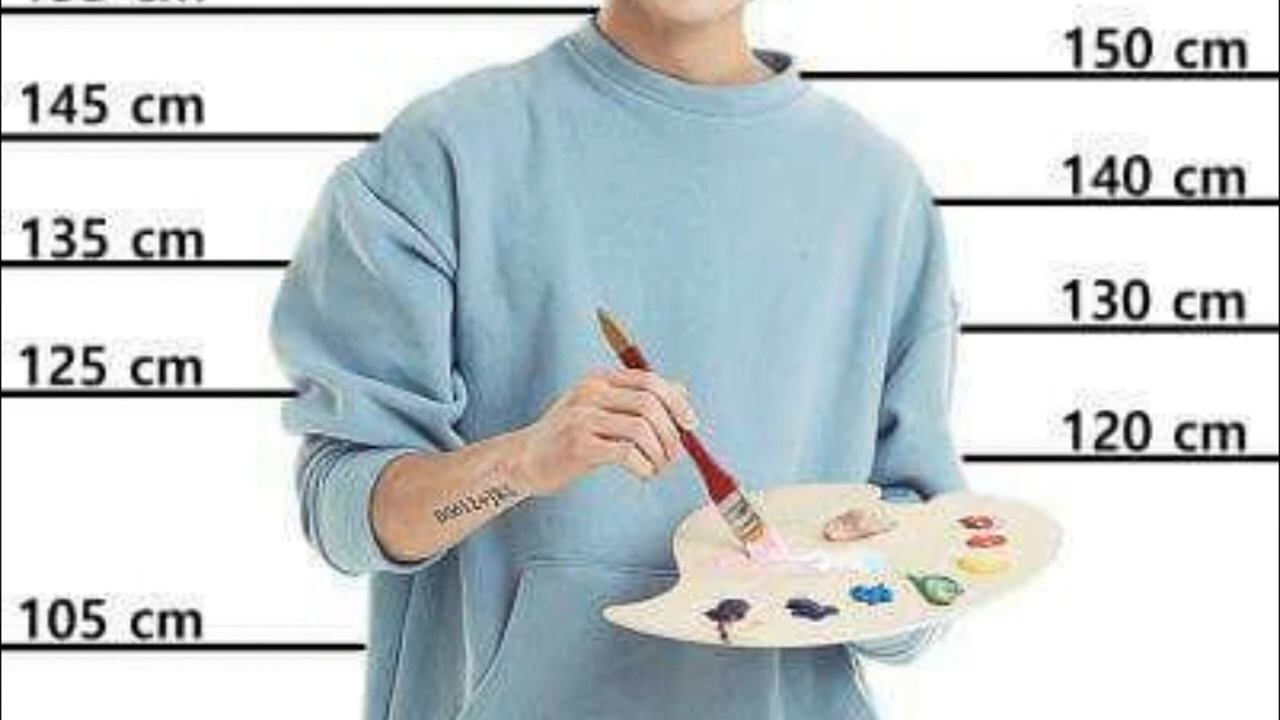 150 cm
145 cm
140 cm
135 cm
130 cm
125 cm
120 cm
105 cm